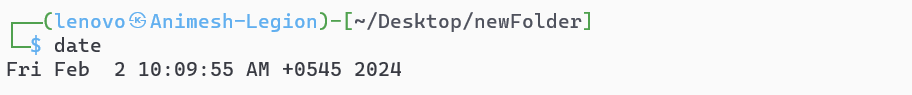 ┌──(lenovo㉿Animesh-Legion)-[~/Desktop/newFolder]
└─$ date
Fri Feb  2 10:09:55 AM +0545 2024